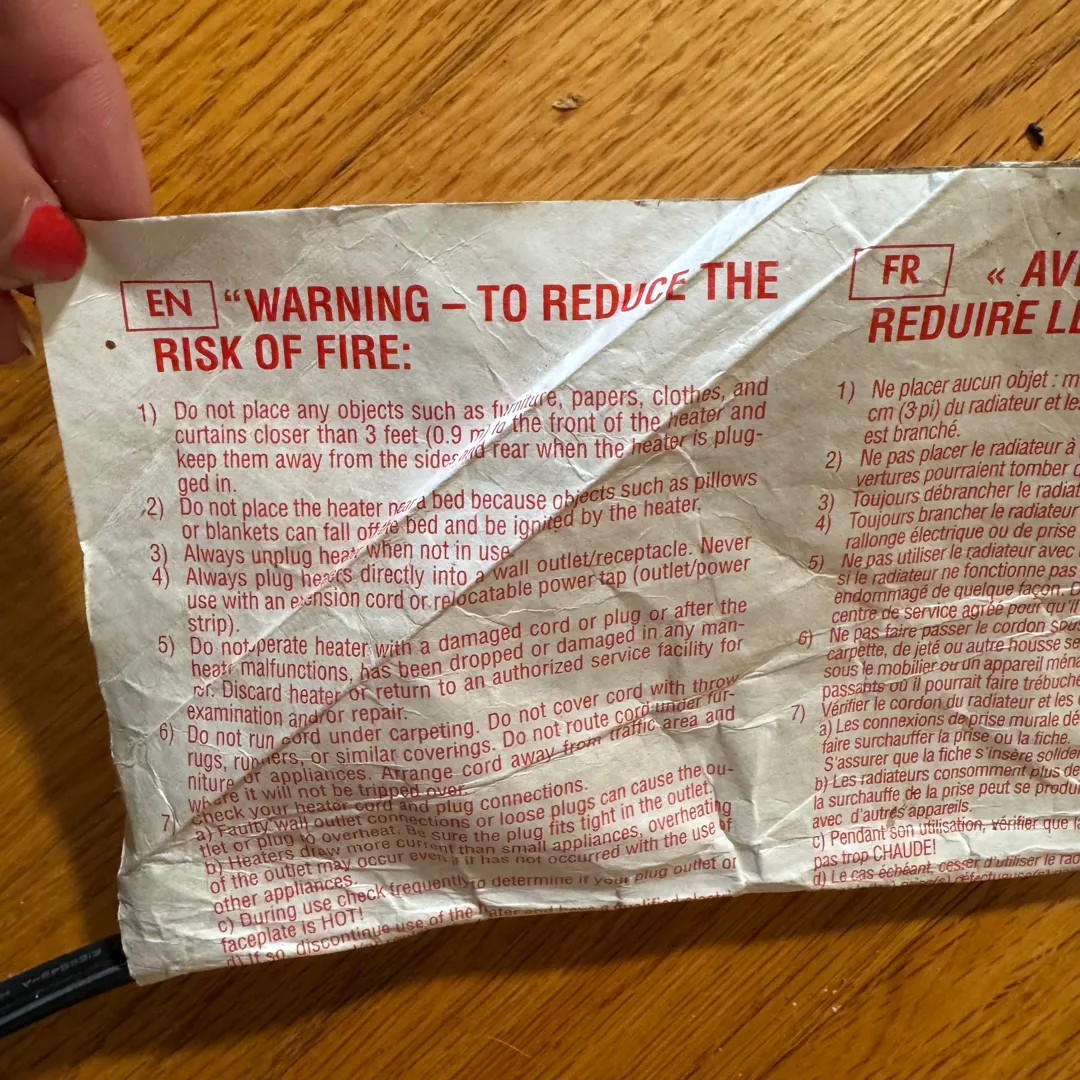 EN "WARNING – TO REDUCE THE
RISK OF FIRE:
1) Do not place any objects such as furniture, papers, clothes, and
curtains closer than 3 feet (0.9 m) to the front of the heater and
keep them away from the sides and rear when the heater is plug-
ged in.
2) Do not place the heater near a bed because objects such as pillows
or blankets can fall off the bed and be ignited by the heater.
3) Always unplug heater when not in use.
4) Always plug heaters directly into a wall outlet/receptacle. Never
use with an extension cord or relocatable power tap (outlet/power
strip).
5) Do not operate heater with a damaged cord or plug or after the
heater malfunctions, has been dropped or damaged in any man-
ner. Discard heater or return to an authorized service facility for
examination and/or repair.
6) Do not run cord under carpeting. Do not cover cord with throw
rugs, runners, or similar coverings. Do not route cord under fur-
niture or appliances. Arrange cord away from traffic area and
where it will not be tripped over.
7) Check your heater cord and plug connections.
a) Faulty wall outlet connections or loose plugs can cause the ou-
tlet or plug to overheat. Be sure the plug fits tight in the outlet.
b) Heaters draw more current than small appliances, overheating
of the outlet may occur even if it has not occurred with the use of
other appliances.
c) During use check frequently to determine if your plug outlet or
faceplate is HOT!
d) If so, discontinue use of the heater and
FR « AVE
REDUIRE LE
1) Ne placer aucun objet : m
cm (3 pi) du radiateur et les
est branché.
2) Ne pas placer le radiateur à
vertures pourraient tomber d
3) Toujours débrancher le radiat
4) Toujours brancher le radiateur
rallonge électrique ou de prise
5) Ne pas utiliser le radiateur avec
si le radiateur ne fonctionne pas
endommagé de quelque façon. D
centre de service agréé pour qu'il
6) Ne pas faire passer le cordon sous
carpette, de jeté ou autre housse se
sous le mobilier ou un appareil ména
passants où il pourrait faire trébuche
7) Vérifier le cordon du radiateur et les
a) Les connexions de prise murale dé
faire surchauffer la prise ou la fiche.
S'assurer que la fiche s'insère solide
b) Les radiateurs consomment plus de
la surchauffe de la prise peut se produi
avec d'autres appareils.
c) Pendant son utilisation, vérifier que la
pas trop CHAUDE!
d) Le cas échéant, cesser d'utiliser le rad